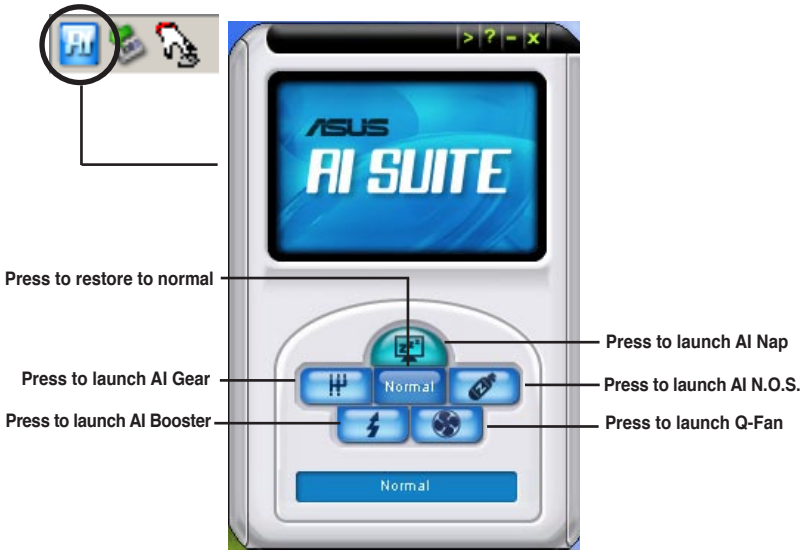 > ? - x
ASUS
AI SUITE
Press to restore to normal
Press to launch AI Nap
Press to launch AI Gear
Normal
Press to launch AI N.O.S.
Press to launch AI Booster
Press to launch Q-Fan
Normal